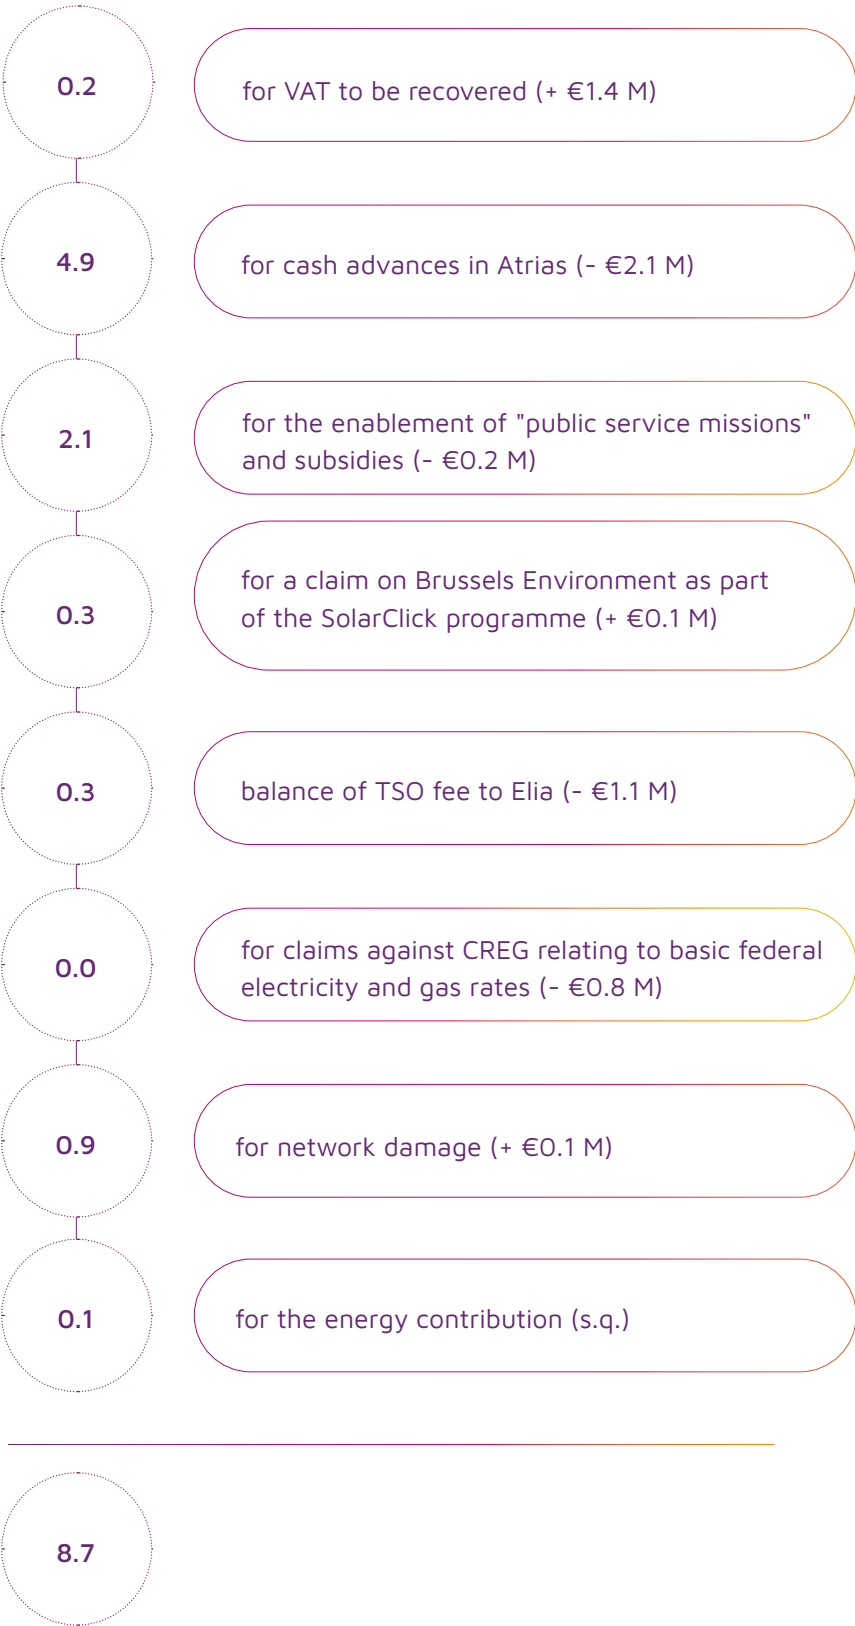 0.2
for VAT to be recovered (+ €1.4 M)
4.9
for cash advances in Atrias (- €2.1 M)
2.1
for the enablement of "public service missions"
and subsidies (- €0.2 M)
0.3
for a claim on Brussels Environment as part
of the SolarClick programme (+ €0.1 M)
0.3
balance of TSO fee to Elia (- €1.1 M)
0.0
for claims against CREG relating to basic federal
electricity and gas rates (- €0.8 M)
0.9
for network damage (+ €0.1 M)
0.1
for the energy contribution (s.q.)
8.7